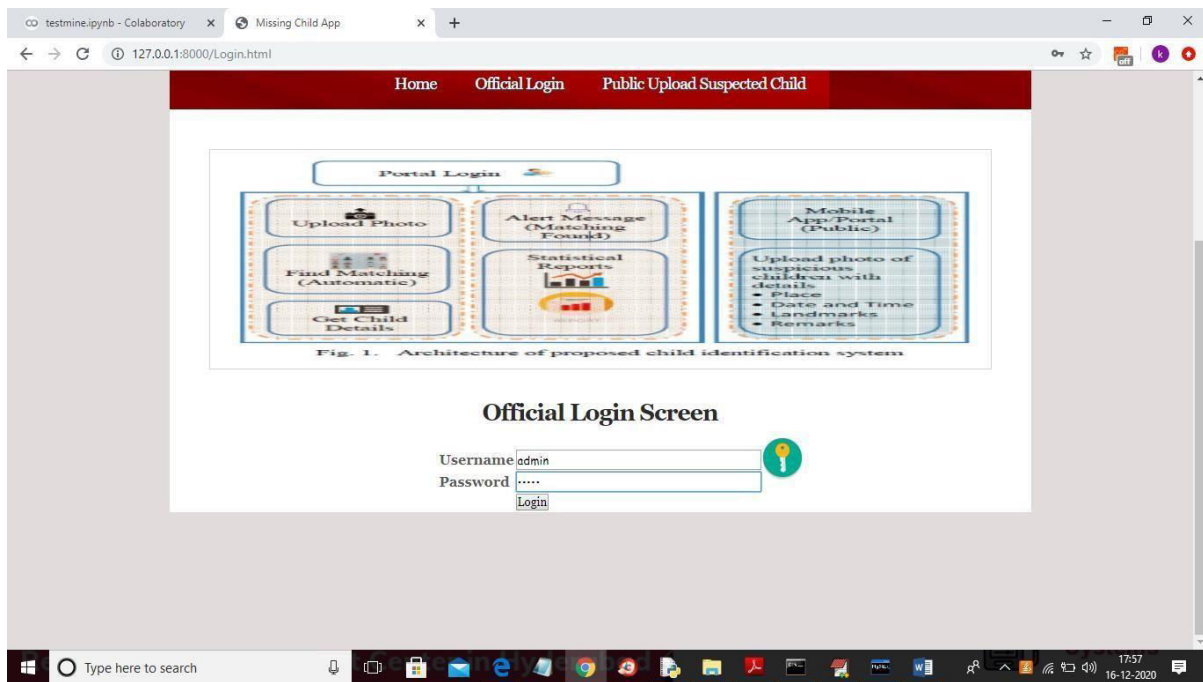 testmine.ipynb - Colaboratory
Missing Child App
127.0.0.1:8000/Login.html
off
k
Home Official Login Public Upload Suspected Child
Portal Login
Upload Photo
Find Matching
(Automatic)
Get Child
Details
Alert Message
(Matching
Found)
Statistical
Reports
Mobile
App/Portal
(Public)
Upload photo of
suspicious
children with
details
• Place
• Date and Time
• Landmarks
• Remarks
Fig. 1. Architecture of proposed child identification system
Official Login Screen
Username admin
Password •••••
Login
Type here to search
17:57
16-12-2020